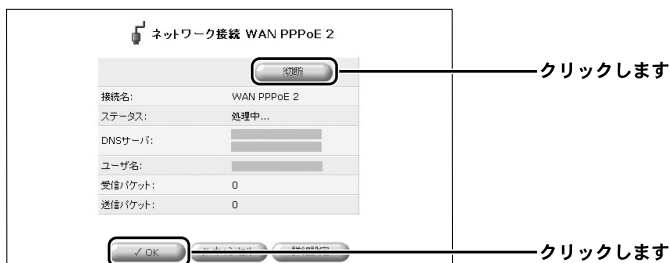 ネットワーク接続 WAN PPPoE 2
切断
クリックします
接続名: WAN PPPoE 2
ステータス: 処理中...
DNSサーバ:
ユーザ名:
受信パケット: 0
送信パケット: 0
✓ OK
クリックします